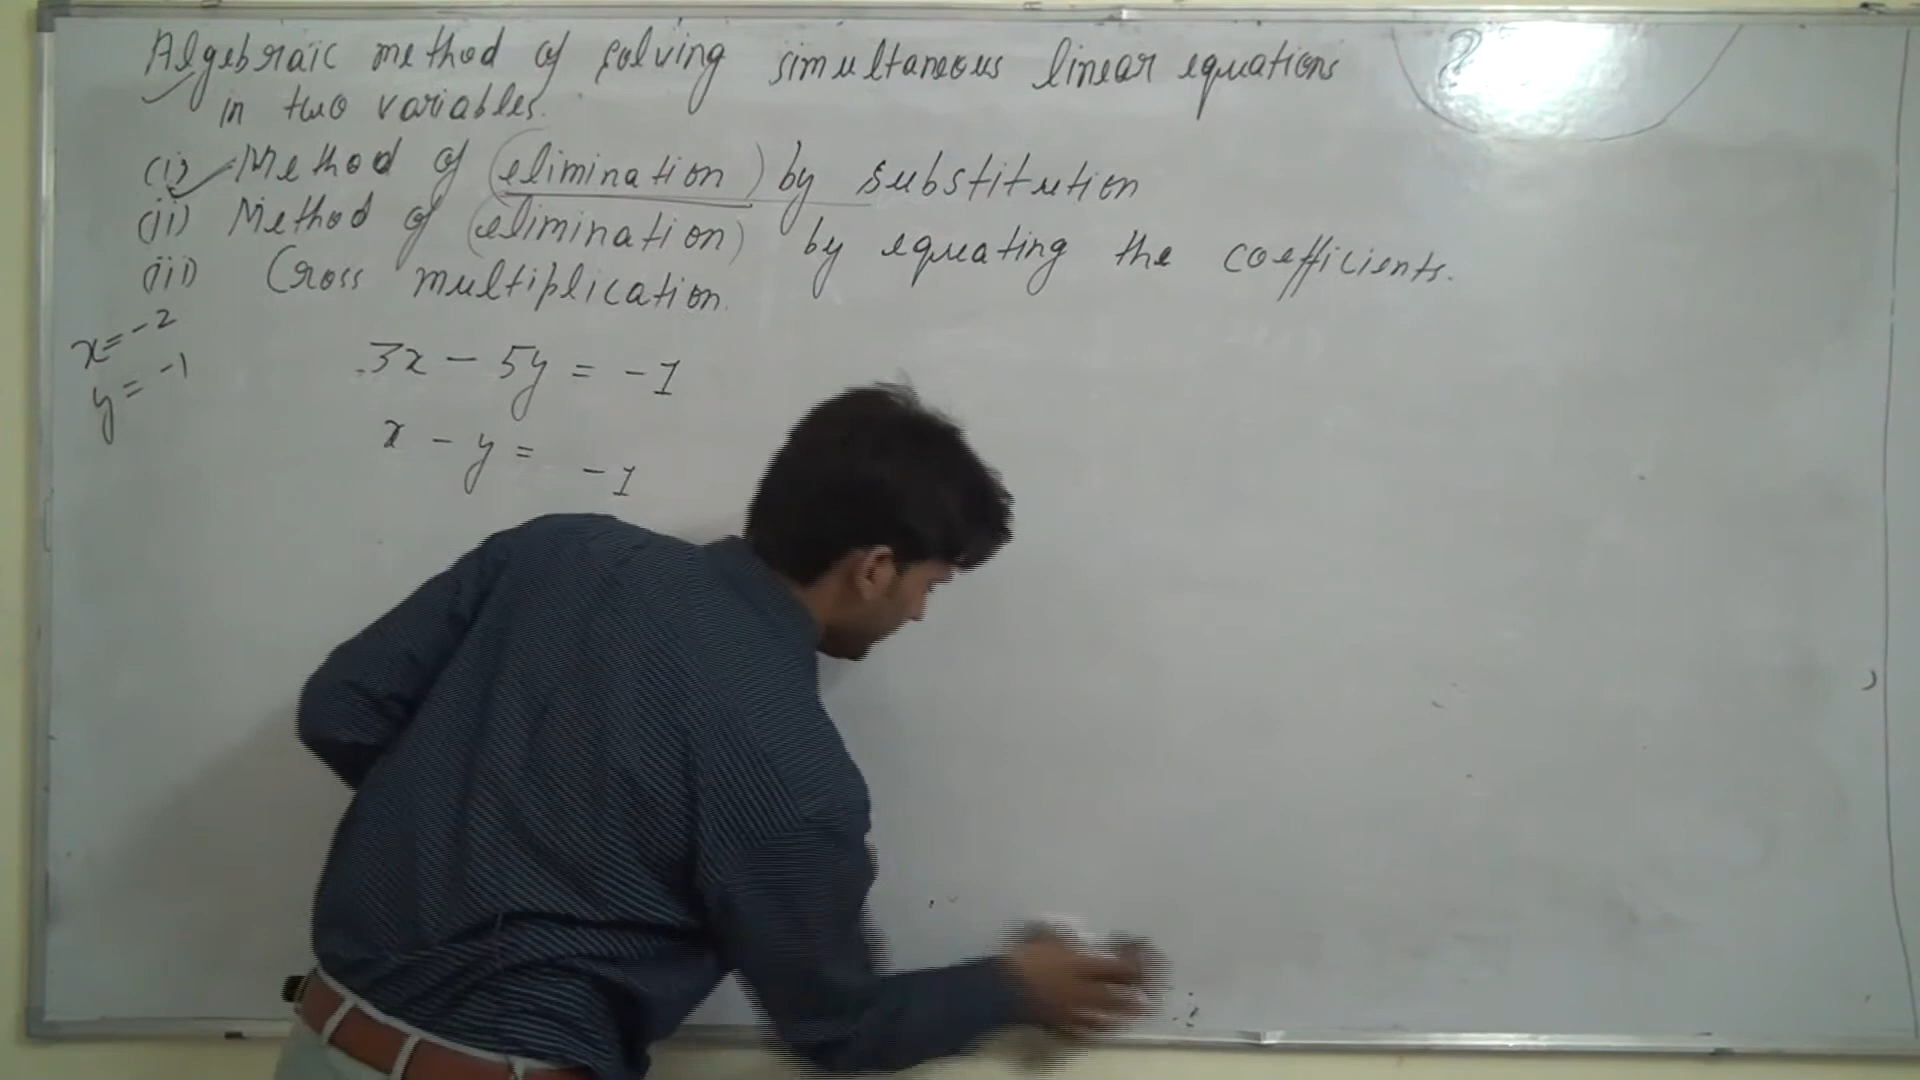 Algebraic method of solving simultaneous linear equations
in two variables.
(i) Method of (elimination) by substitution
(ii) Method of (elimination) by equating the coefficients.
(iii) Cross multiplication
x = -2
y = -1
3x - 5y = -1
x - y = -1